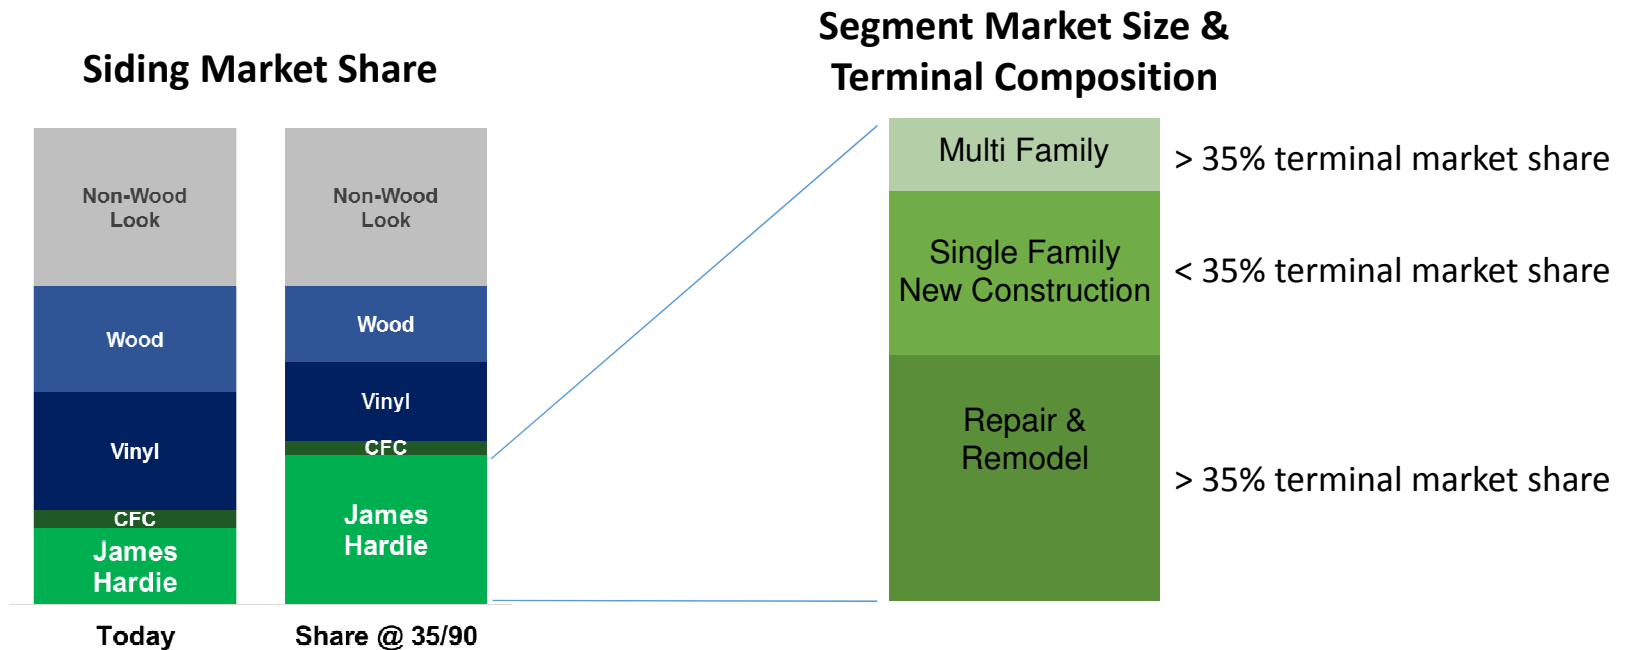 Siding Market Share
Non-Wood
Look
Wood
Vinyl
CFC
James
Hardie
Today
Non-Wood
Look
Wood
Vinyl
CFC
James
Hardie
Share @ 35/90
Segment Market Size &
Terminal Composition
Multi Family
> 35% terminal market share
Single Family
New Construction
< 35% terminal market share
Repair &
Remodel
> 35% terminal market share